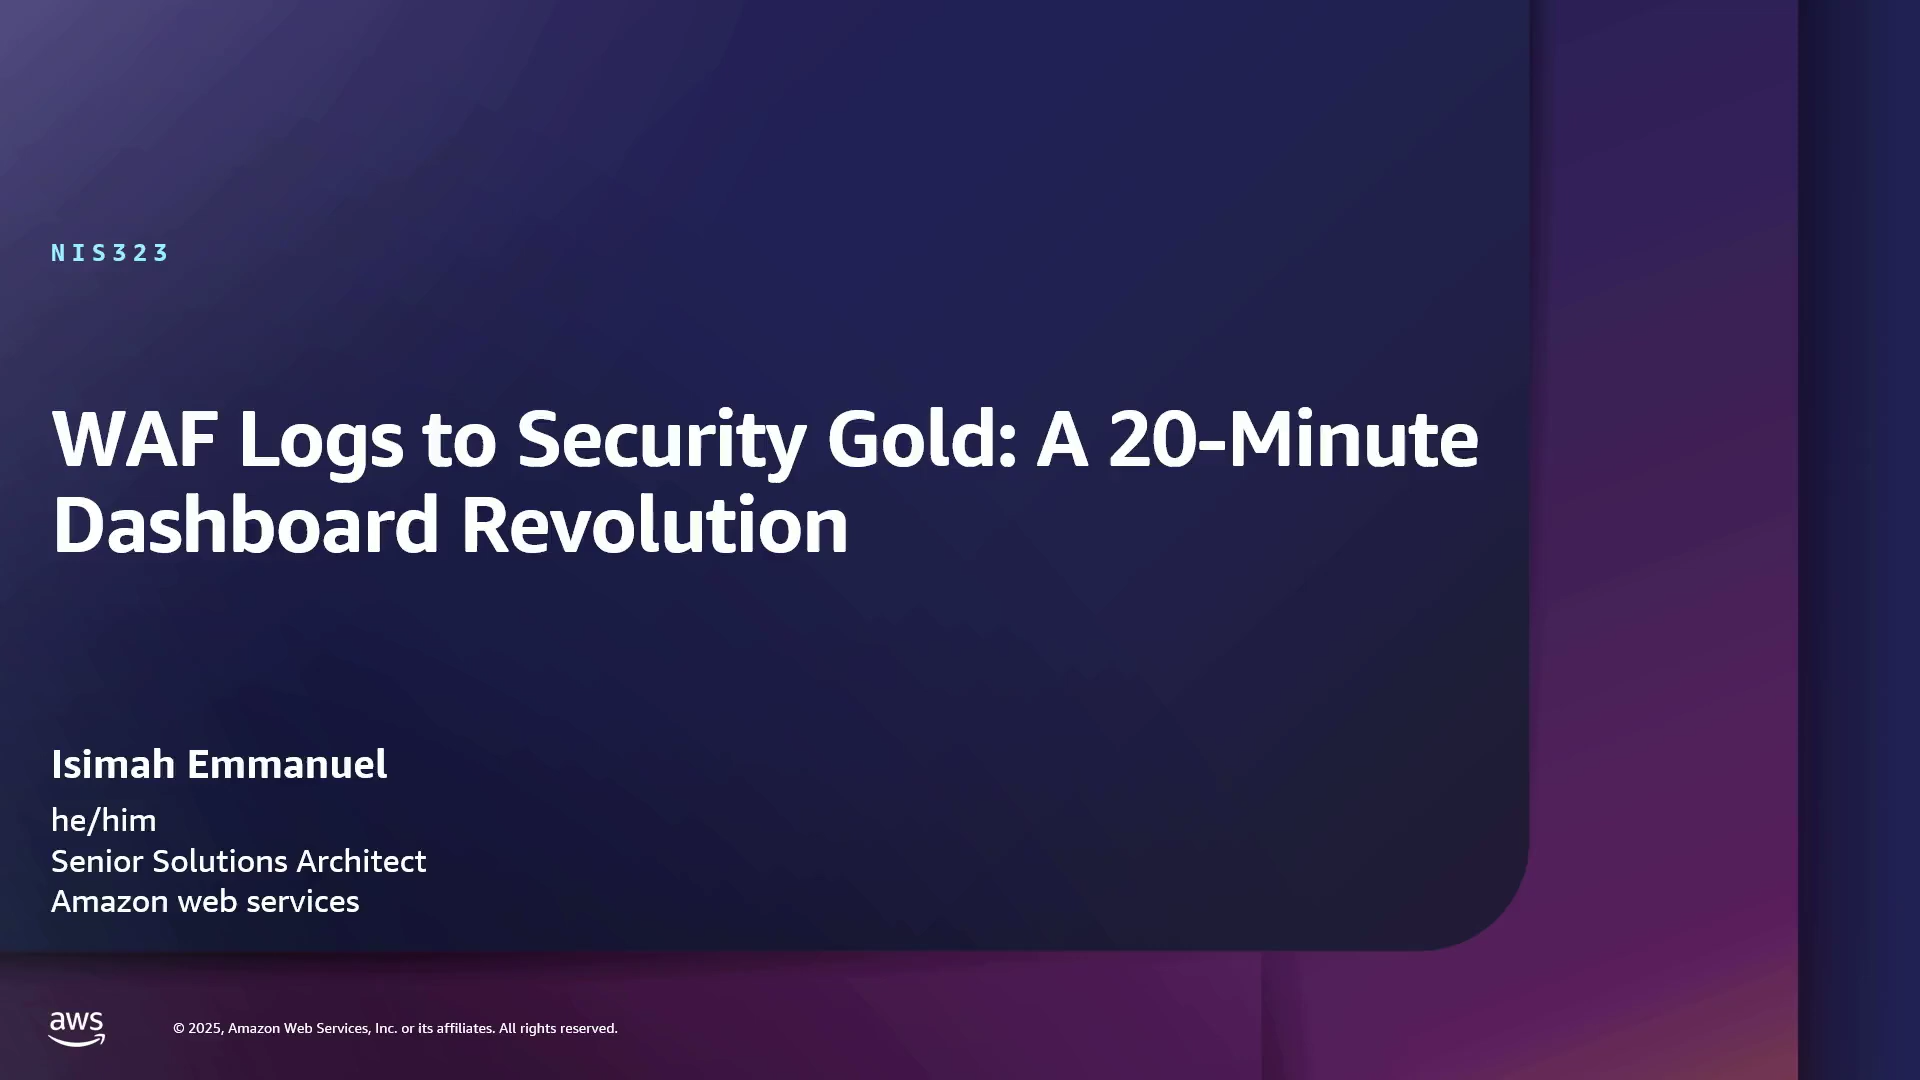 NIS323
WAF Logs to Security Gold: A 20-Minute
Dashboard Revolution
Isimah Emmanuel
he/him
Senior Solutions Architect
Amazon web services
aws
© 2025, Amazon Web Services, Inc. or its affiliates. All rights reserved.